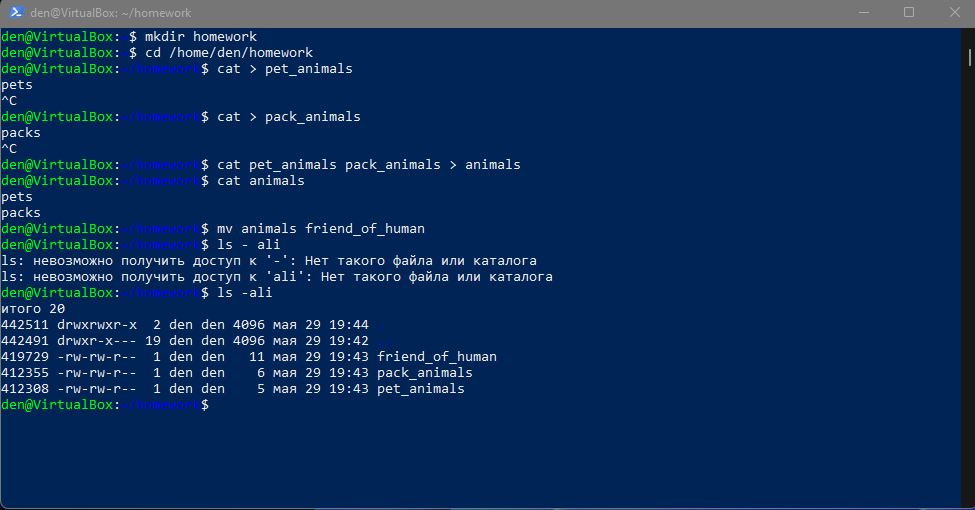 den@VirtualBox: ~/homework
den@VirtualBox:~$ mkdir homework
den@VirtualBox:~$ cd /home/den/homework
den@VirtualBox:~/homework$ cat > pet_animals
pets
^C
den@VirtualBox:~/homework$ cat > pack_animals
packs
^C
den@VirtualBox:~/homework$ cat pet_animals pack_animals > animals
den@VirtualBox:~/homework$ cat animals
pets
packs
den@VirtualBox:~/homework$ mv animals friend_of_human
den@VirtualBox:~/homework$ ls - ali
ls: невозможно получить доступ к '-': Нет такого файла или каталога
ls: невозможно получить доступ к 'ali': Нет такого файла или каталога
den@VirtualBox:~/homework$ ls -ali
итого 20
442511 drwxrwxr-x  2 den den 4096 мая 29 19:44
442491 drwxr-x--- 19 den den 4096 мая 29 19:42
419729 -rw-rw-r--  1 den den   11 мая 29 19:43 friend_of_human
412355 -rw-rw-r--  1 den den    6 мая 29 19:43 pack_animals
412308 -rw-rw-r--  1 den den    5 мая 29 19:43 pet_animals
den@VirtualBox:~/homework$